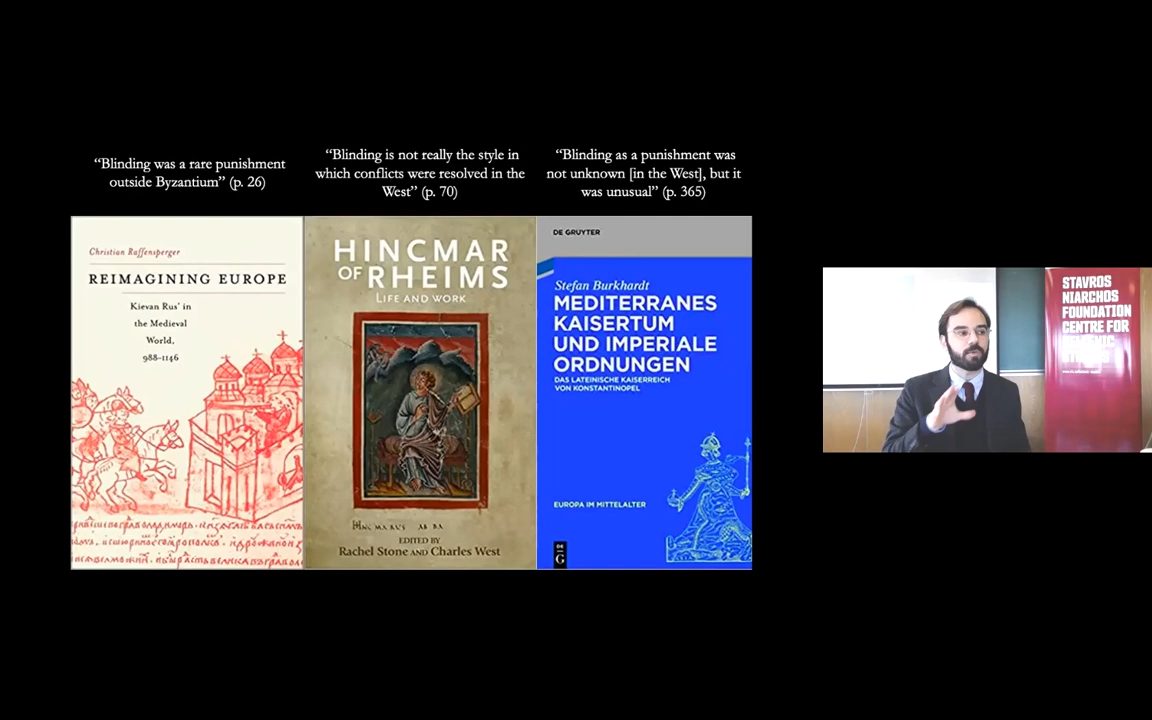 “Blinding was a rare punishment
outside Byzantium” (p. 26)
“Blinding is not really the style in
which conflicts were resolved in the
West” (p. 70)
“Blinding as a punishment was
not unknown [in the West], but it
was unusual” (p. 365)
Christian Raffensperger
REIMAGINING EUROPE
Kievan Rus’ in
the Medieval
World,
988–1146
HINCMAR
OF RHEIMS
LIFE AND WORK
EDITED BY
Rachel Stone AND Charles West
DE GRUYTER
Stefan Burkhardt
MEDITERRANES
KAISERTUM
UND IMPERIALE
ORDNUNGEN
DAS LATEINISCHE KAISERREICH
VON KONSTANTINOPEL
EUROPA IM MITTELALTER
DE
G
STAVROS
NIARCHOS
FOUNDATION
CENTRE FOR